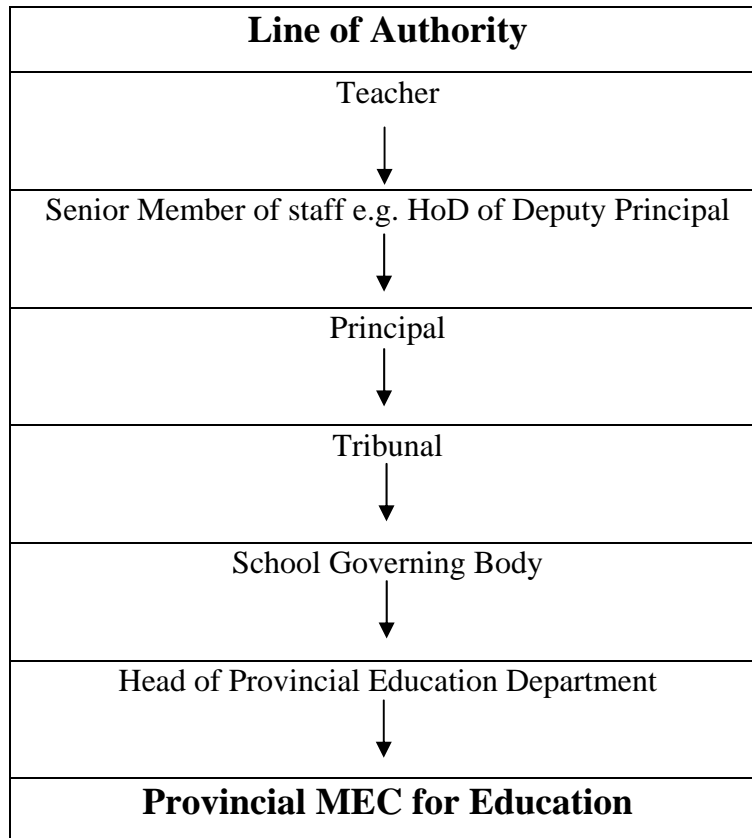 Line of Authority
Teacher
Senior Member of staff e.g. HoD of Deputy Principal
Principal
Tribunal
School Governing Body
Head of Provincial Education Department
Provincial MEC for Education